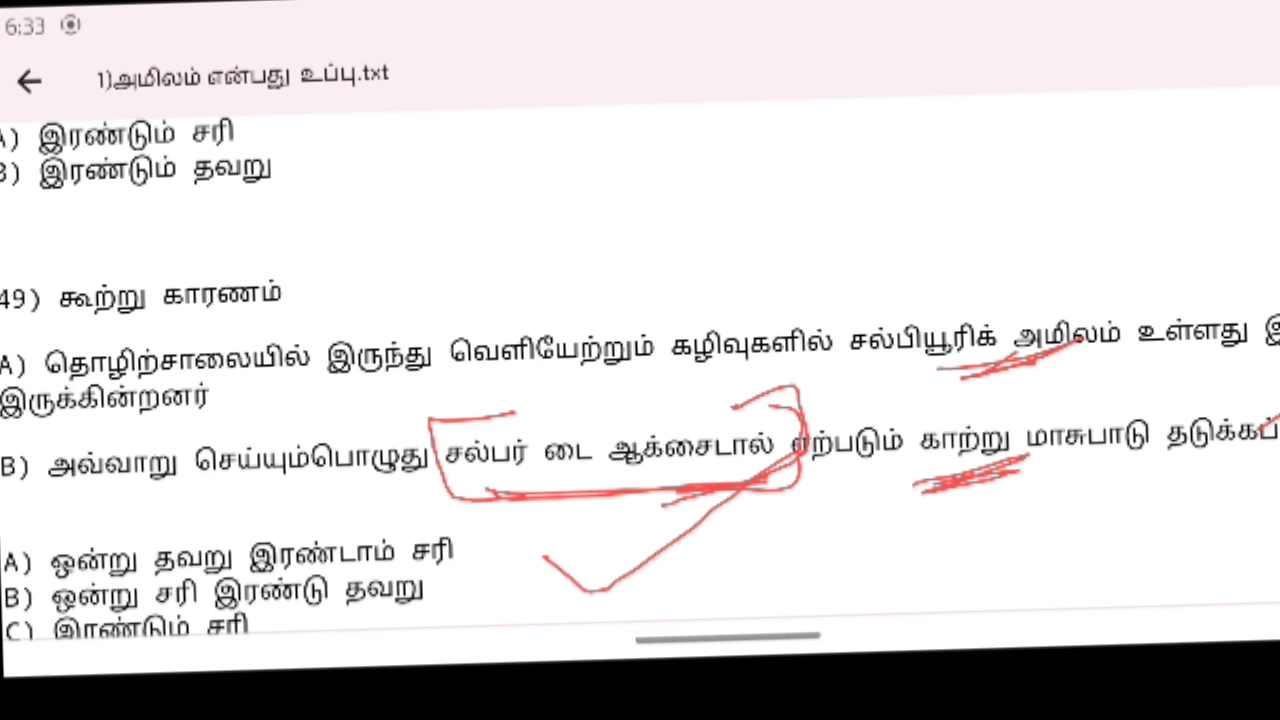 6:33
1)அமிலம் என்பது உப்பு.txt
A) இரண்டும் சரி
B) இரண்டும் தவறு
49) கூற்று காரணம்
A) தொழிற்சாலையில் இருந்து வெளியேற்றும் கழிவுகளில் சல்பியூரிக் அமிலம் உள்ளது
இருக்கின்றனர்
B) அவ்வாறு செய்யும்பொழுது சல்பர் டை ஆக்சைடால் ஏற்படும் காற்று மாசுபாடு
A) ஒன்று தவறு இரண்டாம் சரி
B) ஒன்று சரி இரண்டு தவறு
C) இரண்டும் சரி